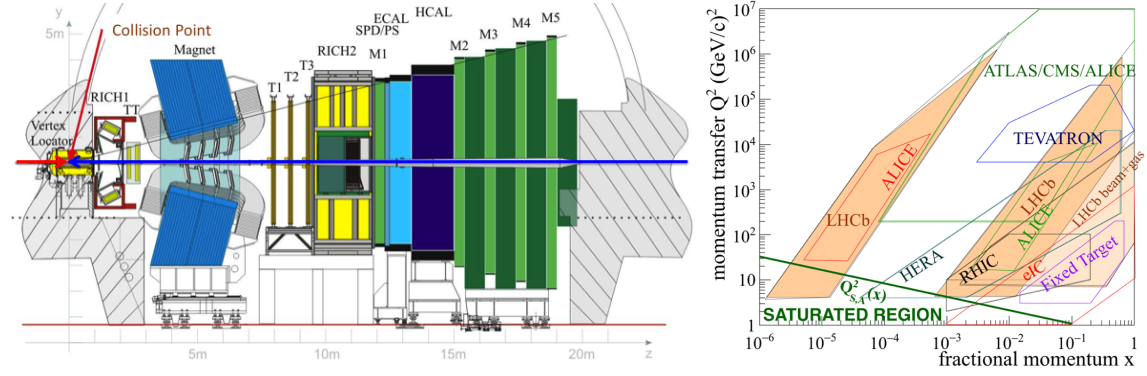 y
5m
Collision Point
Magnet
RICH1
TT
Vertex
Locator
T1
T2
T3
RICH2
SPD/PS
ECAL
HCAL
M1
M2
M3
M4
M5
5m
10m
15m
20m
z
momentum transfer Q² (GeV/c)²
10⁷
10⁶
10⁵
10⁴
10³
10²
10
1
ATLAS/CMS/ALICE
TEVATRON
ALICE
LHCb
LHCb
ALICE
LHCb beam+gas
HERA
RHIC
eIC
Fixed Target
Q²S,A(x)
SATURATED REGION
10⁻⁶
10⁻⁵
10⁻⁴
10⁻³
10⁻²
10⁻¹
1
fractional momentum x